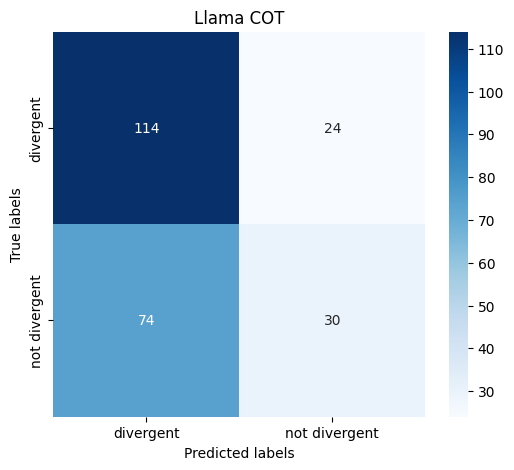 Llama COT
divergent
not divergent
True labels
114
24
74
30
divergent
not divergent
Predicted labels
110
100
90
80
70
60
50
40
30